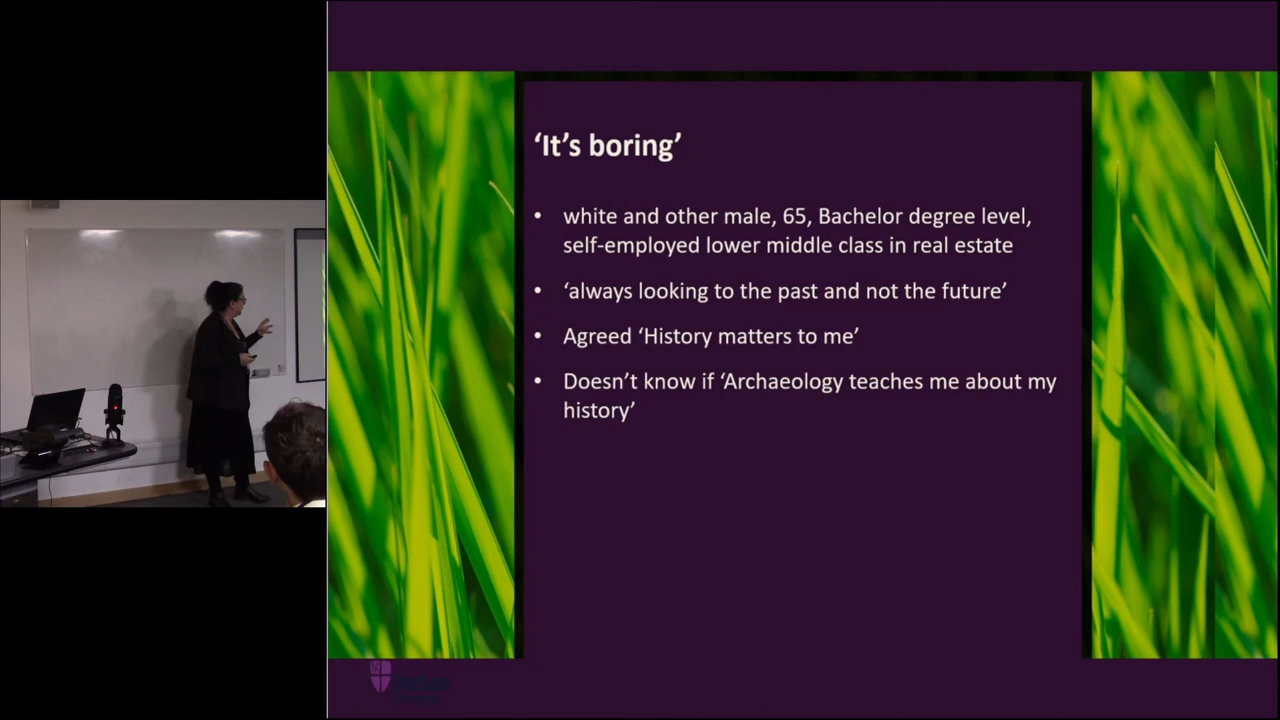 ‘It’s boring’
• white and other male, 65, Bachelor degree level,
self-employed lower middle class in real estate
• ‘always looking to the past and not the future’
• Agreed ‘History matters to me’
• Doesn’t know if ‘Archaeology teaches me about my
history’